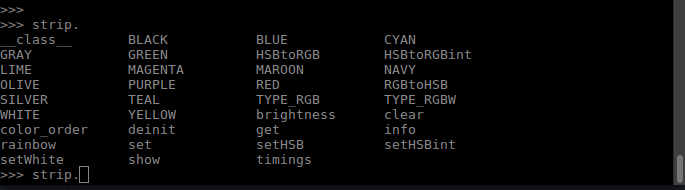 >>>
>>> strip.
__class__ BLACK BLUE CYAN
GRAY GREEN HSBtoRGB HSBtoRGBint
LIME MAGENTA MAROON NAVY
OLIVE PURPLE RED RGBtoHSB
SILVER TEAL TYPE_RGB TYPE_RGBW
WHITE YELLOW brightness clear
color_order deinit get info
rainbow set setHSB setHSBint
setWhite show timings
>>> strip.